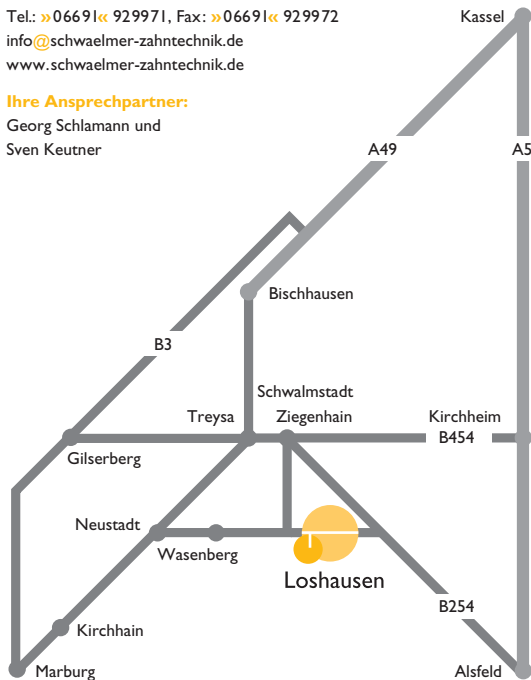 Tel.: »06691« 929971, Fax: »06691« 929972
info@schwaelmer-zahntechnik.de
www.schwaelmer-zahntechnik.de
Ihre Ansprechpartner:
Georg Schlamann und
Sven Keutner
Kassel
A49
A5
Bischhausen
B3
Schwalmstadt
Treysa
Ziegenhain
Kirchheim
B454
Gilserberg
Neustadt
Wasenberg
Loshausen
B254
Kirchhain
Marburg
Alsfeld